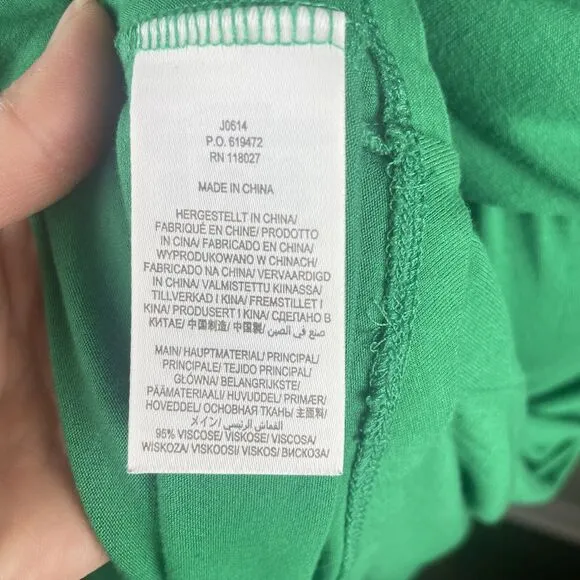 J0614
P.O. 619472
RN 118027
MADE IN CHINA
HERGESTELLT IN CHINA/
FABRIQUÉ EN CHINE/ PRODOTTO
IN CINA/ FABRICADO EN CHINA/
WYPRODUKOWANO W CHINACH/
FABRICADO NA CHINA/ VERVAARDIGD
IN CHINA/ VALMISTETTU KIINASSA/
TILLVERKAD I KINA/ FREMSTILLET I
KINA/ PRODUSERT I KINA/ СДЕЛАНО В
КИТАЕ/ 中国制造/ 中国製/ صنع في الصين/
MAIN/ HAUPTMATERIAL/ PRINCIPAL/
PRINCIPALE/ TEJIDO PRINCIPAL/
GŁÓWNA/ BELANGRIJKSTE/
PÄÄMATERIAALI/ HUVUDDEL/ PRIMÆR/
HOVEDDEL/ ОСНОВНАЯ ТКАНЬ/ 主面料/
メイン/ القماش الرئيسي/
95% VISCOSE/ VISKOSE/ VISCOSA/
WISKOZA/ VISKOOSI/ VISKOS/ ВИСКОЗА/